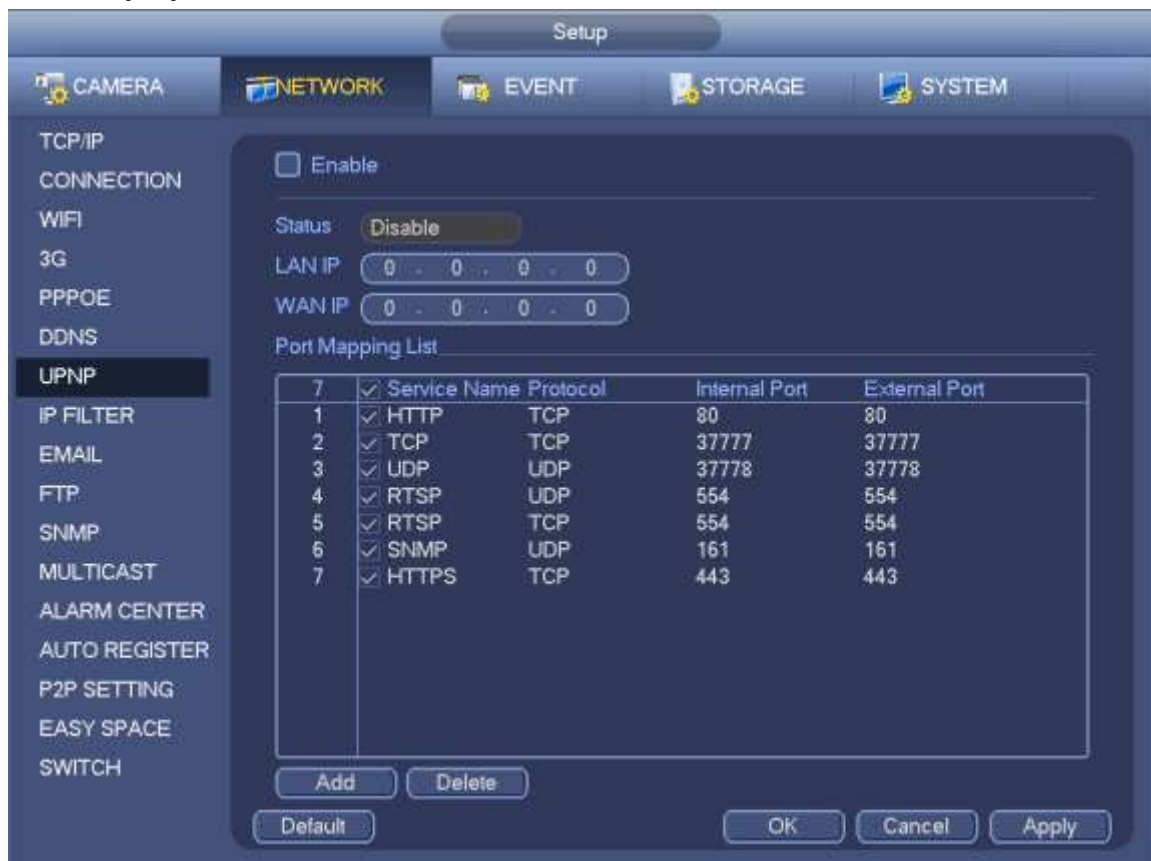 Setup
CAMERA NETWORK EVENT STORAGE SYSTEM
TCP/IP
CONNECTION
WIFI
3G
PPPOE
DDNS
UPNP
IP FILTER
EMAIL
FTP
SNMP
MULTICAST
ALARM CENTER
AUTO REGISTER
P2P SETTING
EASY SPACE
SWITCH
Enable
Status Disable
LAN IP 0 . 0 . 0 . 0
WAN IP 0 . 0 . 0 . 0
Port Mapping List
7 Service Name Protocol Internal Port External Port
1 HTTP TCP 80 80
2 TCP TCP 37777 37777
3 UDP UDP 37778 37778
4 RTSP UDP 554 554
5 RTSP TCP 554 554
6 SNMP UDP 161 161
7 HTTPS TCP 443 443
Add Delete
Default OK Cancel Apply